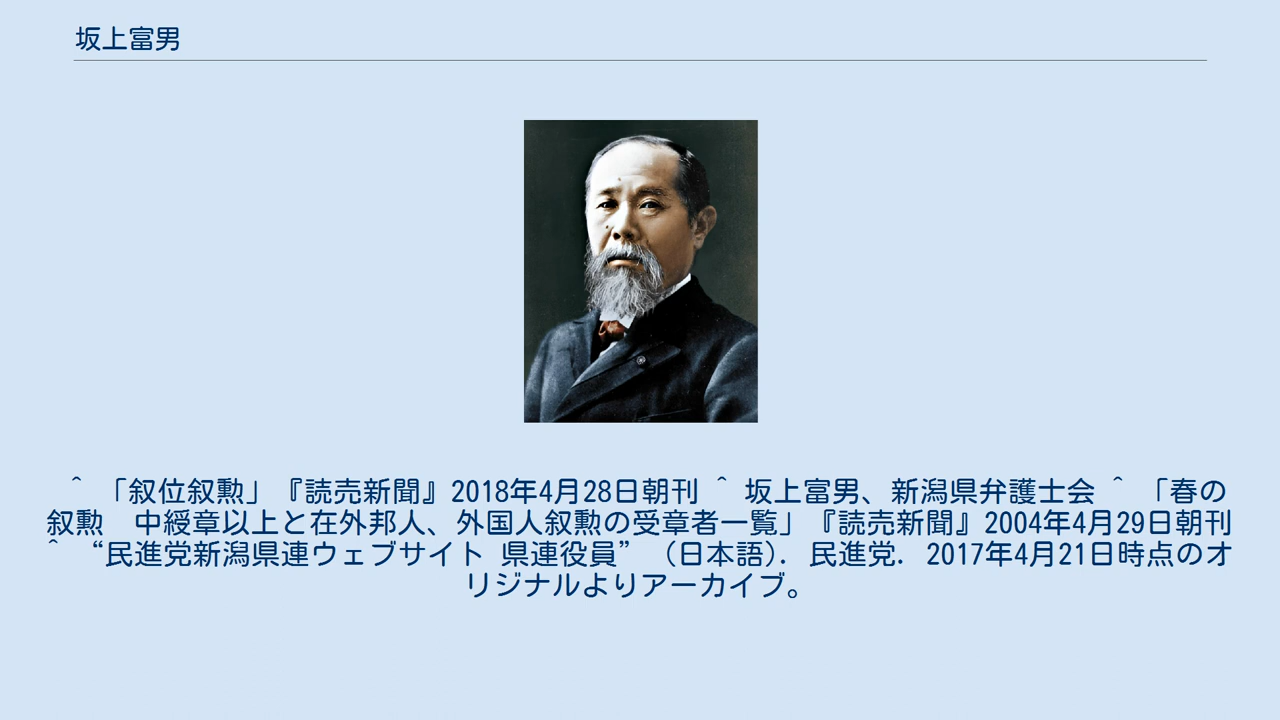 坂上富男
^ 「叙位叙勲」『読売新聞』2018年4月28日朝刊 ^ 坂上富男、新潟県弁護士会 ^ 「春の
叙勲　中綬章以上と在外邦人、外国人叙勲の受章者一覧」『読売新聞』2004年4月29日朝刊
^ “民進党新潟県連ウェブサイト 県連役員” （日本語）. 民進党. 2017年4月21日時点のオ
リジナルよりアーカイブ。